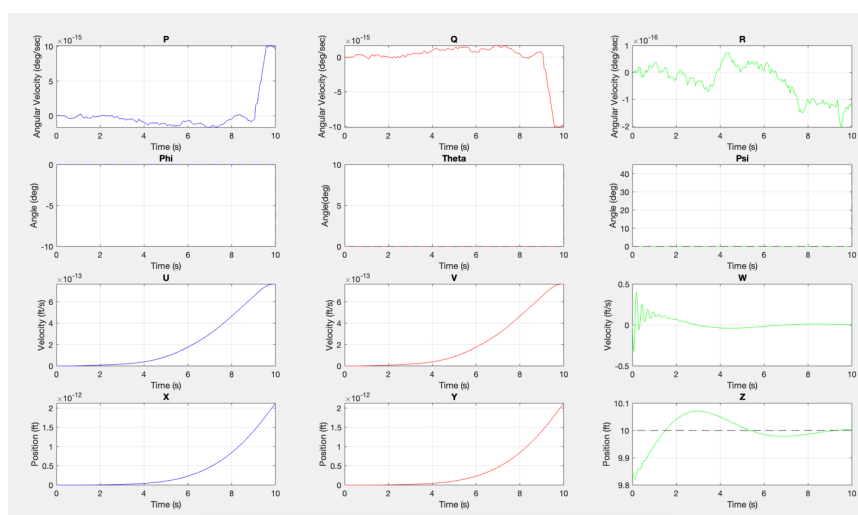 P
×10^-15
Angular Velocity (deg/sec)
10
5
0
0 2 4 6 8 10
Time (s)
Q
×10^-15
Angular Velocity (deg/sec)
0
-5
-10
0 2 4 6 8 10
Time (s)
R
×10^-16
Angular Velocity (deg/sec)
1
0
-1
-2
0 2 4 6 8 10
Time (s)
Phi
Angle (deg)
0
-5
-10
0 2 4 6 8 10
Time (s)
Theta
Angle(deg)
10
5
0
0 2 4 6 8 10
Time (s)
Psi
Angle (deg)
40
30
20
10
0
0 2 4 6 8 10
Time (s)
U
×10^-13
Velocity (ft/s)
6
4
2
0
0 2 4 6 8 10
Time (s)
V
×10^-13
Velocity (ft/s)
6
4
2
0
0 2 4 6 8 10
Time (s)
W
Velocity (ft/s)
0.5
0
-0.5
0 2 4 6 8 10
Time (s)
X
×10^-12
Position (ft)
2
1.5
1
0.5
0
0 2 4 6 8 10
Time (s)
Y
×10^-12
Position (ft)
2
1.5
1
0.5
0
0 2 4 6 8 10
Time (s)
Z
Position (ft)
10.1
10
9.9
9.8
0 2 4 6 8 10
Time (s)